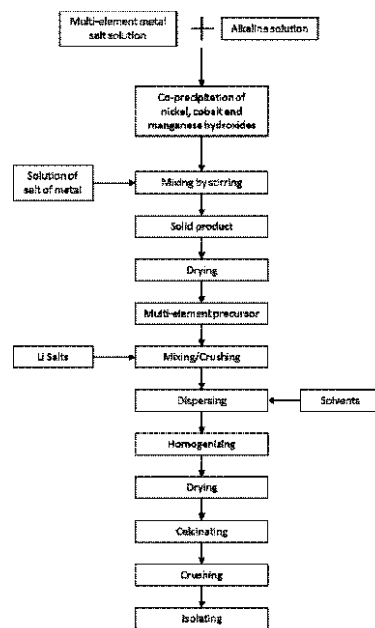 Multi-element metal
salt solution
+
Alkaline solution
Co-precipitation of
nickel, cobalt and
manganese hydroxides
Solution of
salt of metal
Mixing by stirring
Solid product
Drying
Multi-element precursor
Li Salts
Mixing/Crushing
Dispersing
Solvents
Homogenizing
Drying
Calcinating
Crushing
Isolating